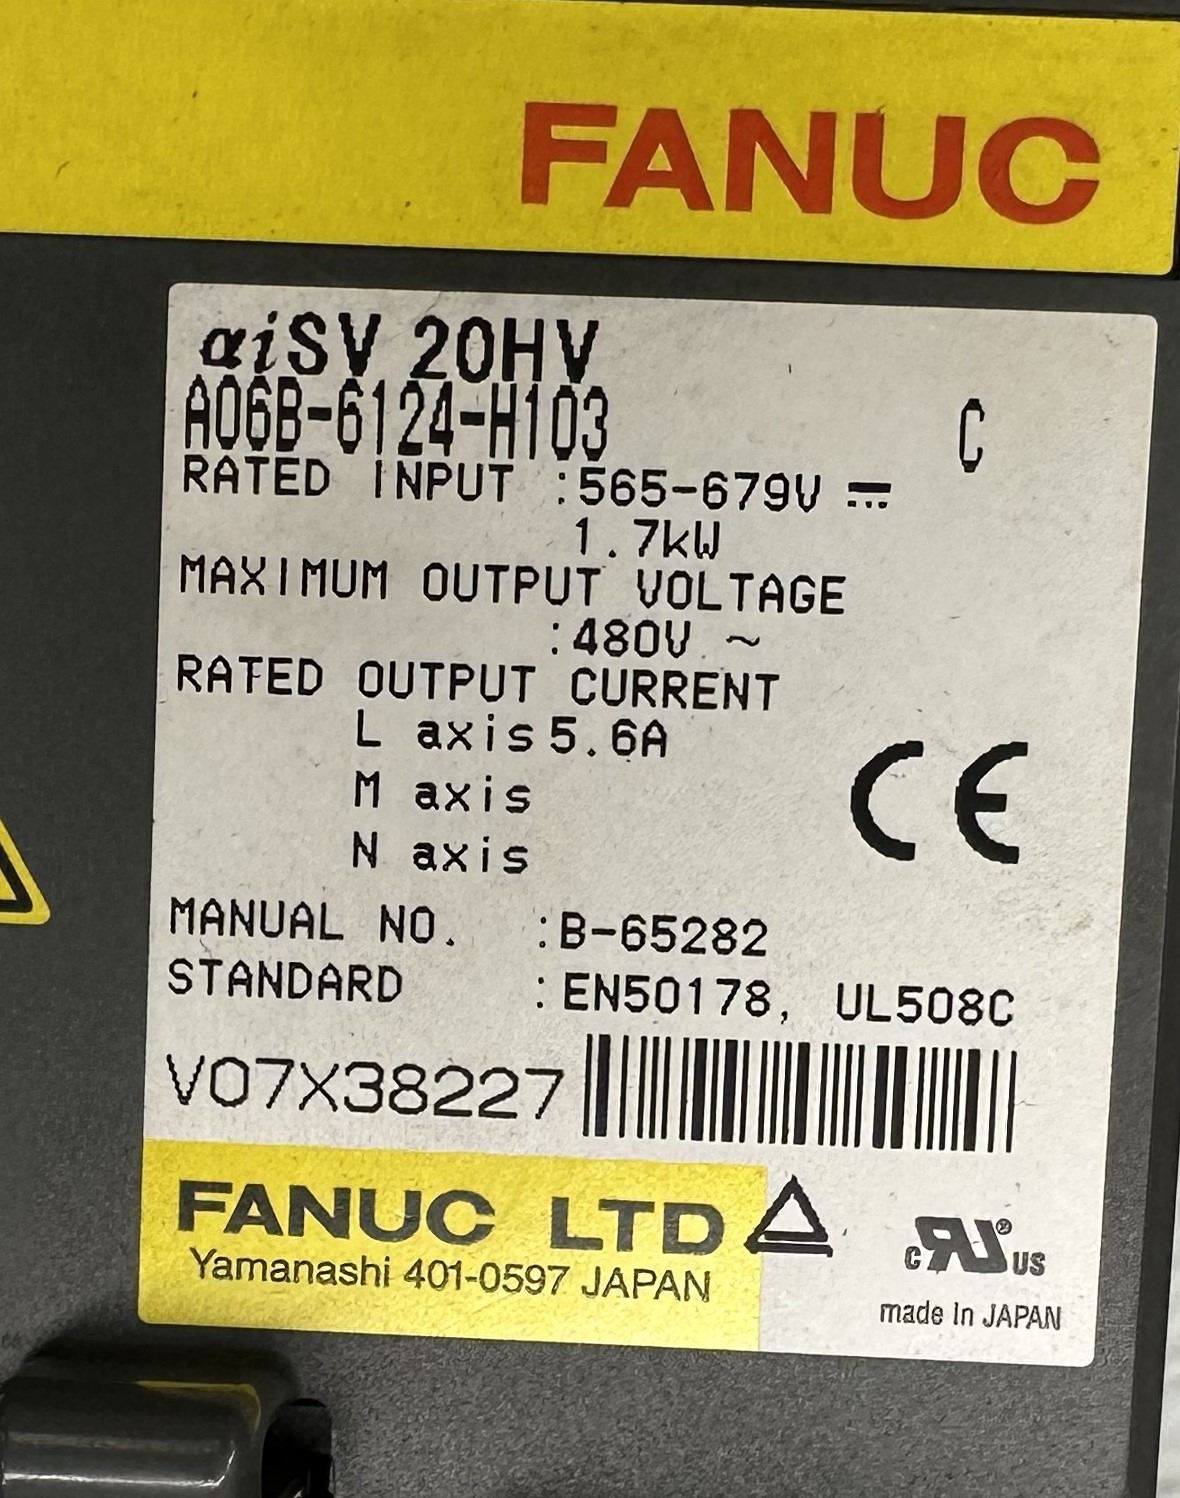 FANUC
αiSV 20HV
A06B-6124-H103 C
RATED INPUT :565-679V ⎓
1.7kW
MAXIMUM OUTPUT VOLTAGE
:480V ~
RATED OUTPUT CURRENT
L axis 5.6A
M axis
N axis
CE
MANUAL NO. :B-65282
STANDARD :EN50178, UL508C
V07X38227
FANUC LTD
Yamanashi 401-0597 JAPAN
c RU ® US
made In JAPAN